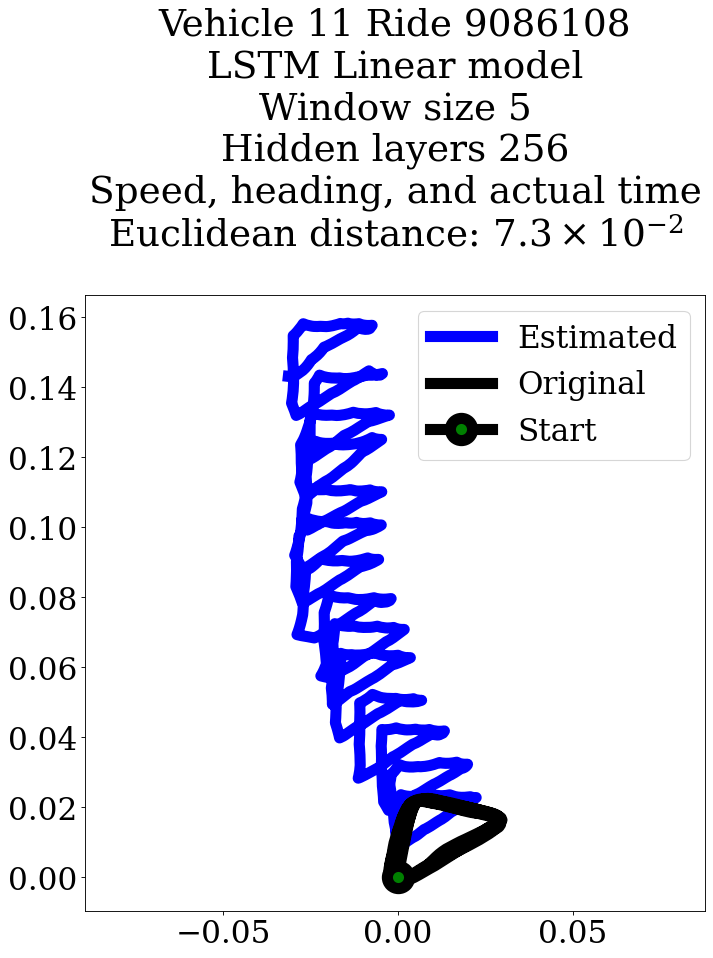 Vehicle 11 Ride 9086108
LSTM Linear model
Window size 5
Hidden layers 256
Speed, heading, and actual time
Euclidean distance: 7.3 × 10⁻²
0.16
0.14
0.12
0.10
0.08
0.06
0.04
0.02
0.00
Estimated
Original
Start
−0.05 0.00 0.05